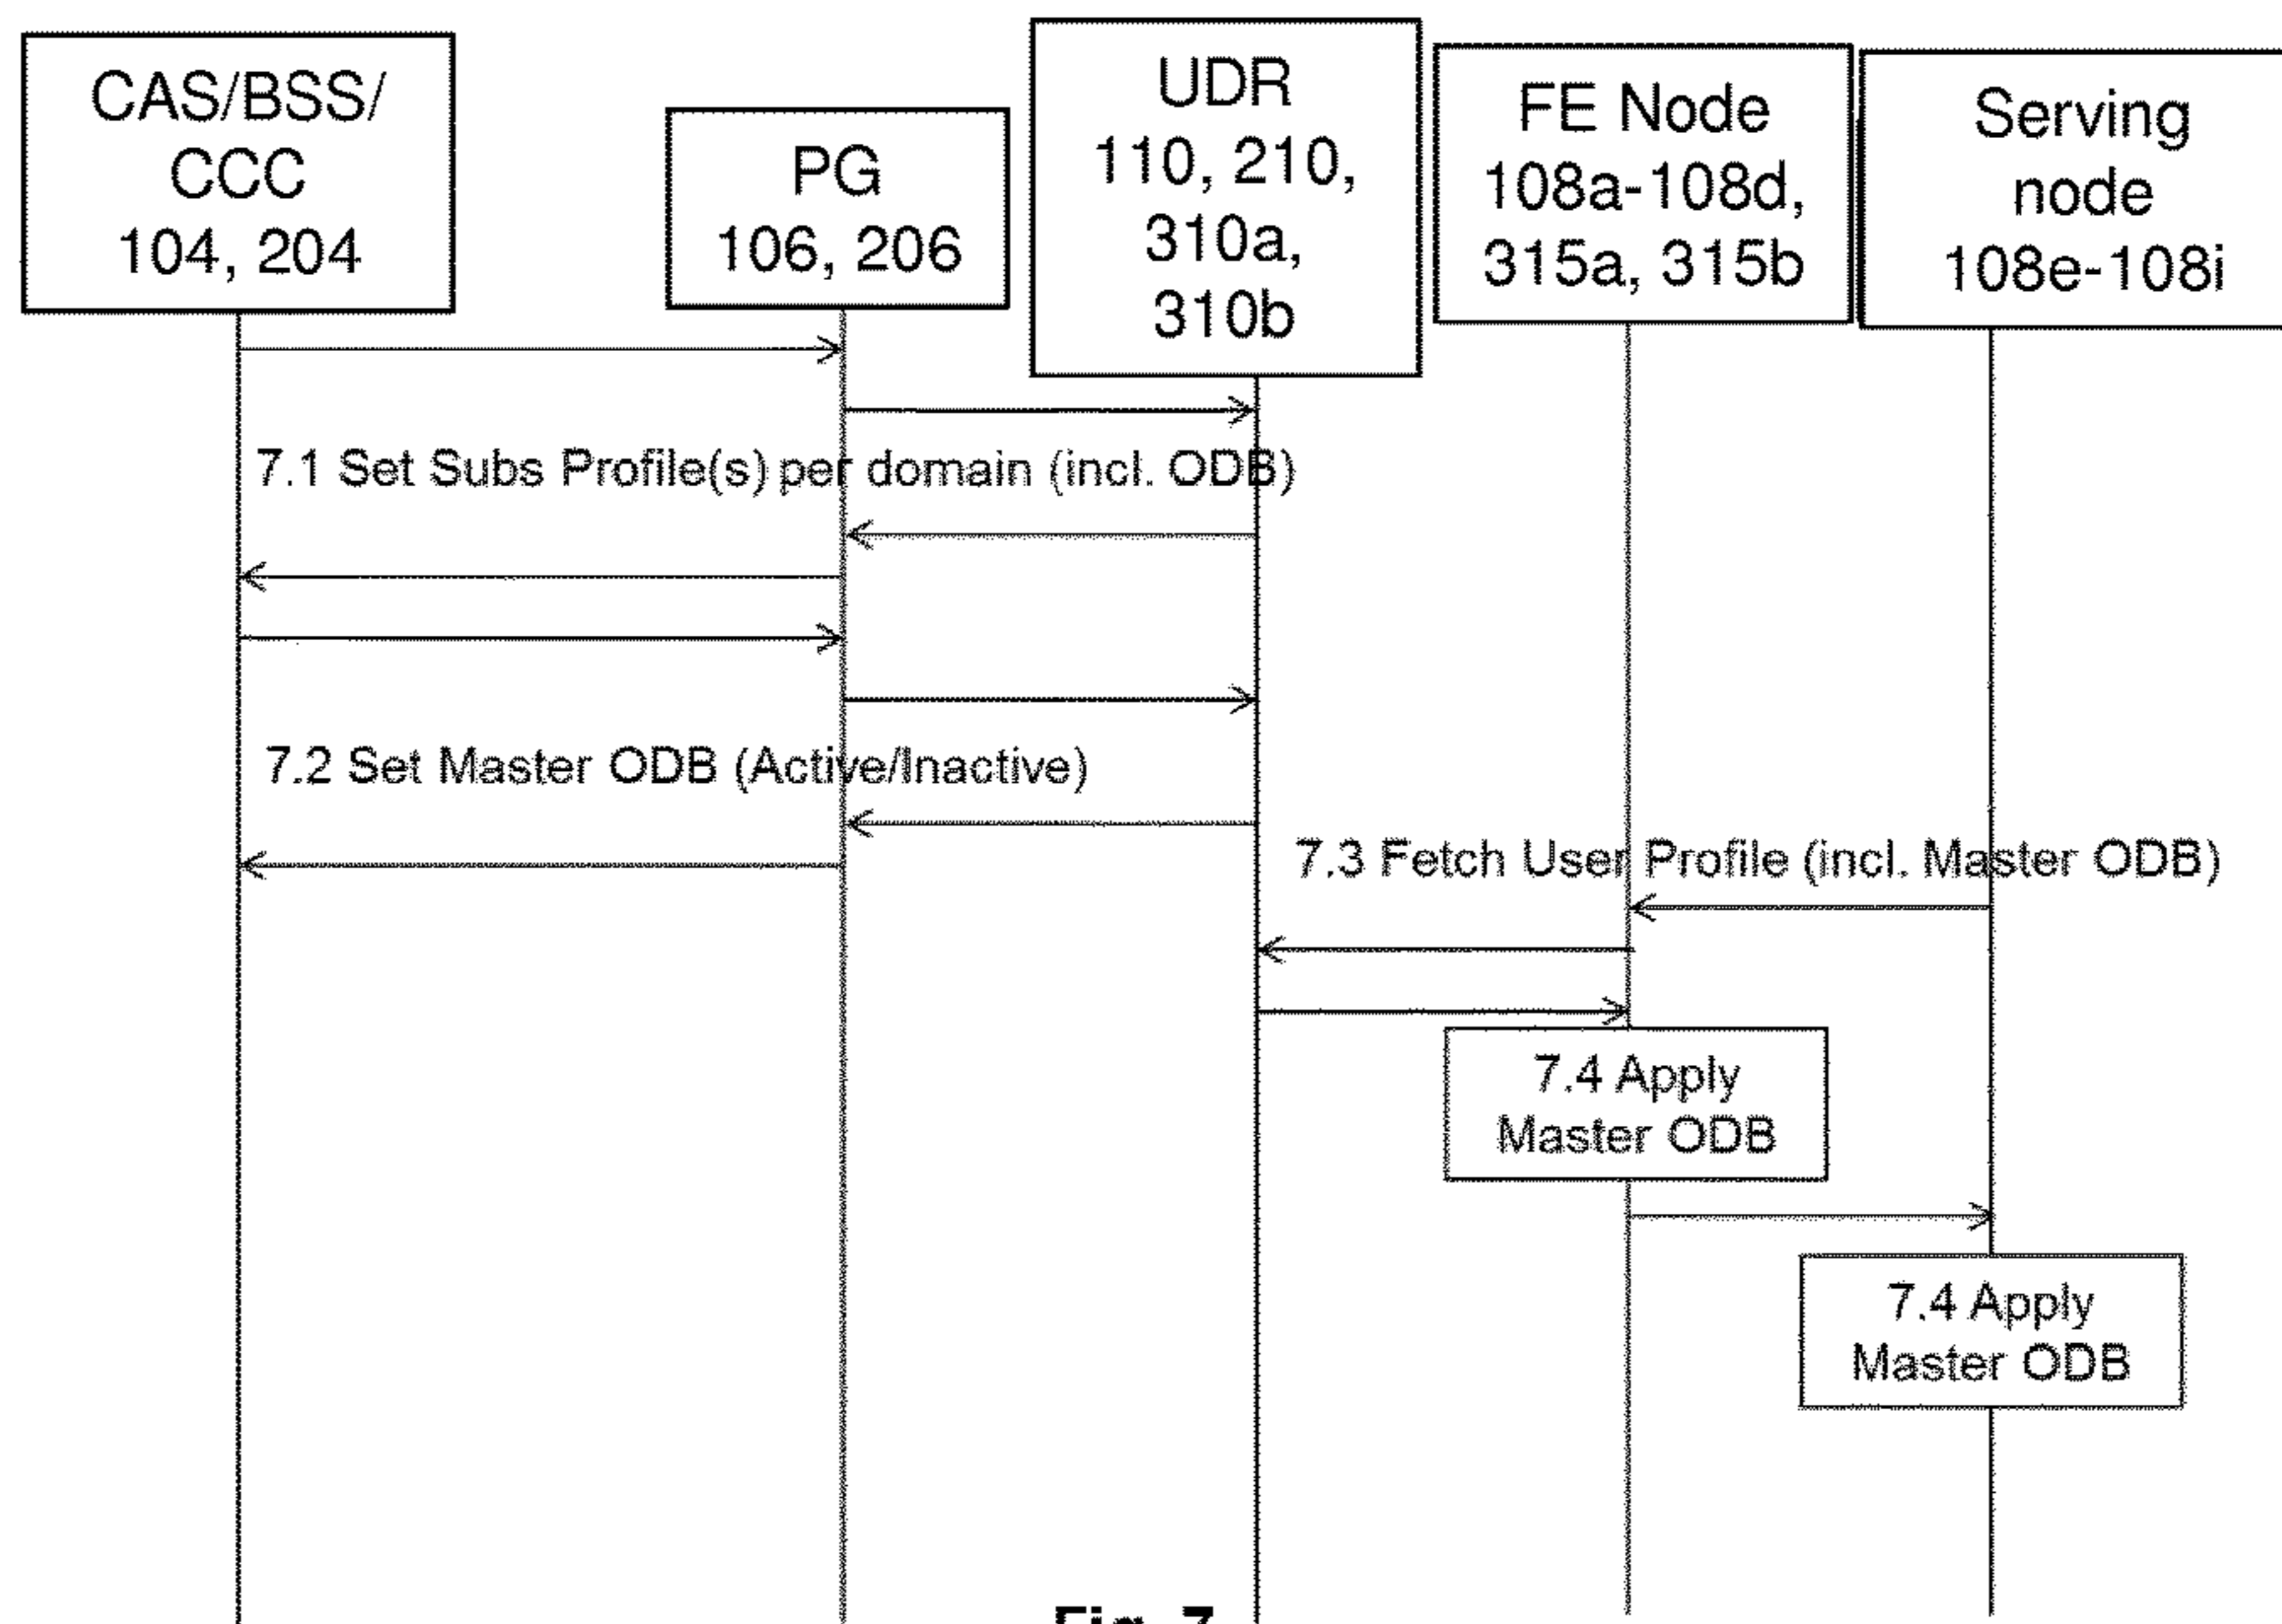 CAS/BSS/
CCC
104, 204
PG
106, 206
UDR
110, 210,
310a,
310b
FE Node
108a-108d,
315a, 315b
Serving
node
108e-108i
7.1 Set Subs Profile(s) per domain (incl. ODB)
7.2 Set Master ODB (Active/Inactive)
7.3 Fetch User Profile (incl. Master ODB)
7.4 Apply
Master ODB
7.4 Apply
Master ODB
Fig. 7